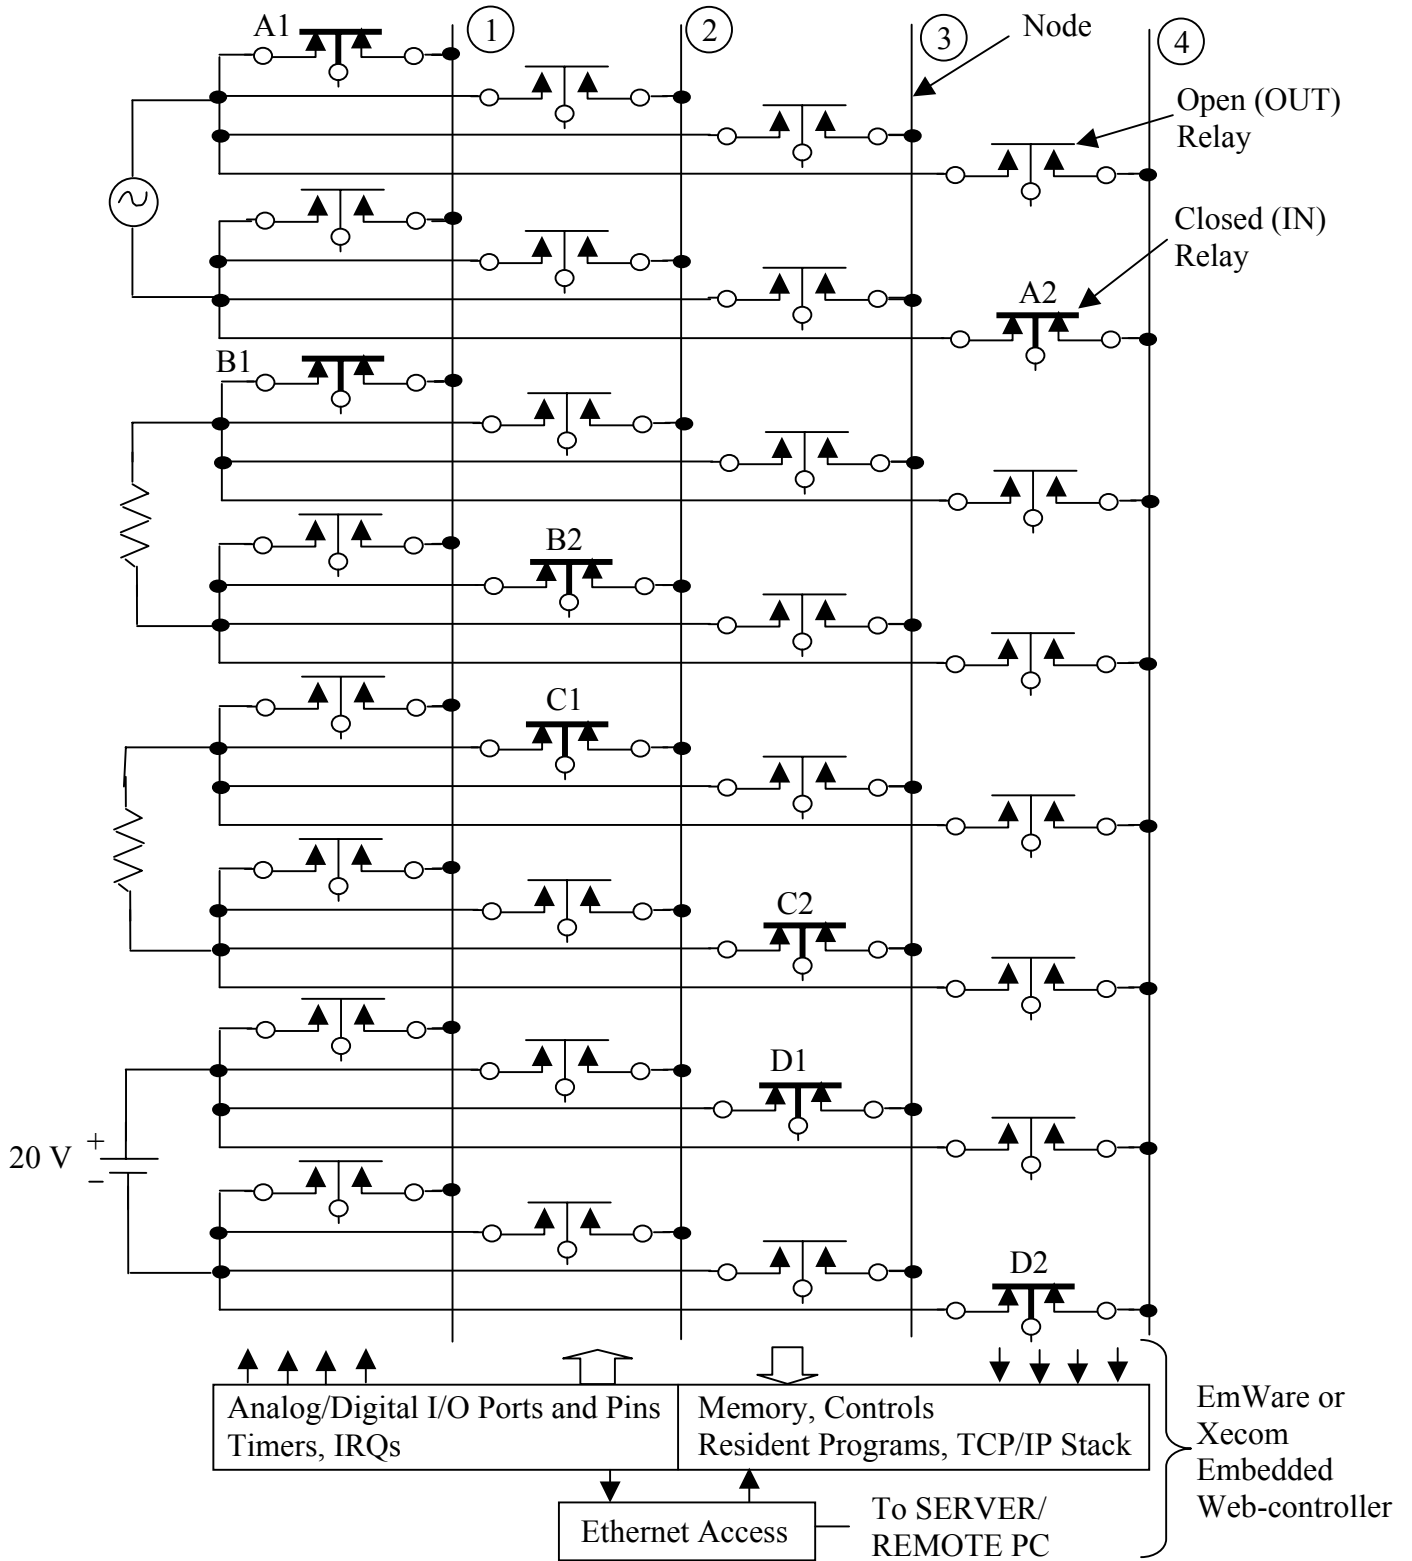 A1
1
2
3
4
Node
Open (OUT)
Relay
Closed (IN)
Relay
A2
B1
B2
C1
C2
D1
20 V
+
−
D2
Analog/Digital I/O Ports and Pins
Timers, IRQs
Memory, Controls
Resident Programs, TCP/IP Stack
EmWare or
Xecom
Embedded
Web-controller
Ethernet Access
To SERVER/
REMOTE PC